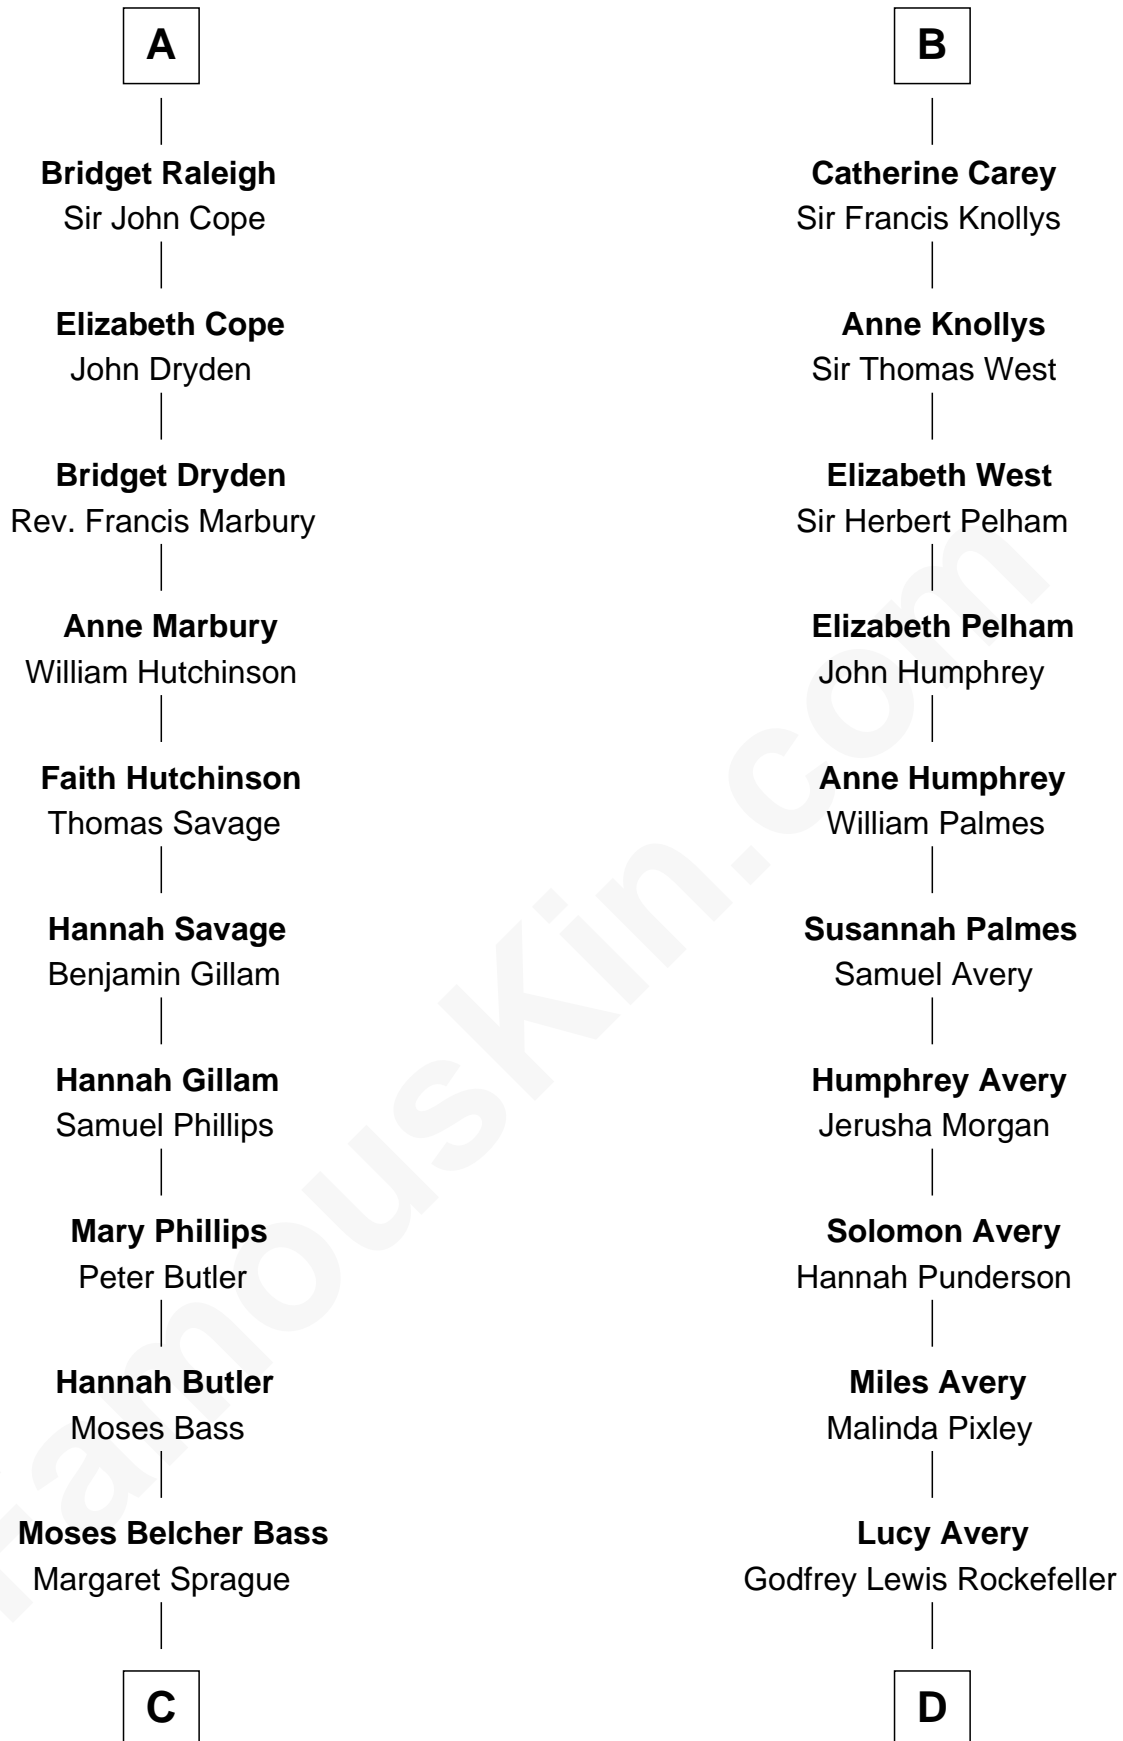 A
Bridget Raleigh
Sir John Cope
Elizabeth Cope
John Dryden
Bridget Dryden
Rev. Francis Marbury
Anne Marbury
William Hutchinson
Faith Hutchinson
Thomas Savage
Hannah Savage
Benjamin Gillam
Hannah Gillam
Samuel Phillips
Mary Phillips
Peter Butler
Hannah Butler
Moses Bass
Moses Belcher Bass
Margaret Sprague
C
B
Catherine Carey
Sir Francis Knollys
Anne Knollys
Sir Thomas West
Elizabeth West
Sir Herbert Pelham
Elizabeth Pelham
John Humphrey
Anne Humphrey
William Palmes
Susannah Palmes
Samuel Avery
Humphrey Avery
Jerusha Morgan
Solomon Avery
Hannah Punderson
Miles Avery
Malinda Pixley
Lucy Avery
Godfrey Lewis Rockefeller
D
FamousKin.com